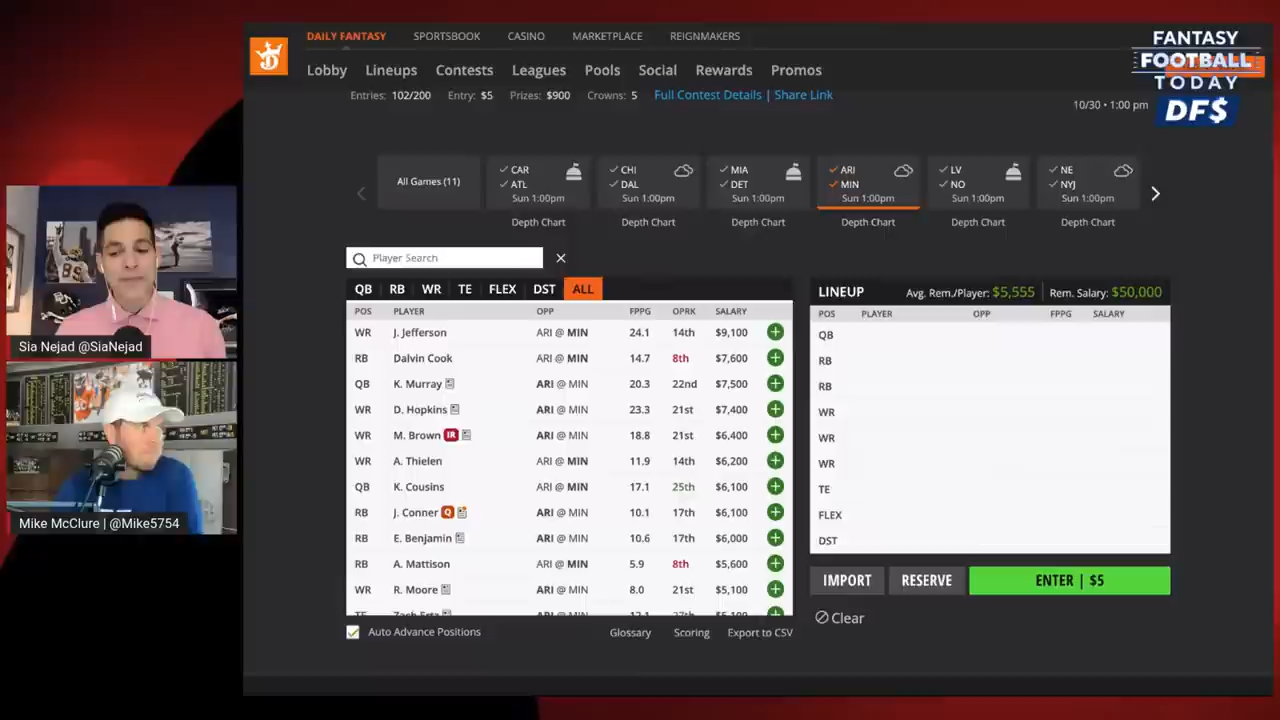 DAILY FANTASY SPORTSBOOK CASINO MARKETPLACE REIGNMAKERS
Lobby Lineups Contests Leagues Pools Social Rewards Promos
FANTASY
FOOTBALL
TODAY
DF$
Entries: 102/200 Entry: $5 Prizes: $900 Crowns: 5 Full Contest Details | Share Link
10/30 • 1:00 pm
All Games (11)
CAR
ATL
Sun 1:00pm
Depth Chart
CHI
DAL
Sun 1:00pm
Depth Chart
MIA
DET
Sun 1:00pm
Depth Chart
ARI
MIN
Sun 1:00pm
Depth Chart
LV
NO
Sun 1:00pm
Depth Chart
NE
NYJ
Sun 1:00pm
Depth Chart
Player Search
QB RB WR TE FLEX DST ALL
POS PLAYER OPP FPPG OPRK SALARY
WR J. Jefferson ARI @ MIN 24.1 14th $9,100
RB Dalvin Cook ARI @ MIN 14.7 8th $7,600
QB K. Murray ARI @ MIN 20.3 22nd $7,500
WR D. Hopkins ARI @ MIN 23.3 21st $7,400
WR M. Brown IR ARI @ MIN 18.8 21st $6,400
WR A. Thielen ARI @ MIN 11.9 14th $6,200
QB K. Cousins ARI @ MIN 17.1 25th $6,100
RB J. Conner Q ARI @ MIN 10.1 17th $6,100
RB E. Benjamin ARI @ MIN 10.6 17th $6,000
RB A. Mattison ARI @ MIN 5.9 8th $5,600
WR R. Moore ARI @ MIN 8.0 21st $5,100
Auto Advance Positions
Glossary Scoring Export to CSV
LINEUP Avg. Rem./Player: $5,555 Rem. Salary: $50,000
POS PLAYER OPP FPPG SALARY
QB
RB
RB
WR
WR
WR
TE
FLEX
DST
IMPORT RESERVE ENTER | $5
Clear
89
Sia Nejad @SiaNejad
Mike McClure | @Mike5754